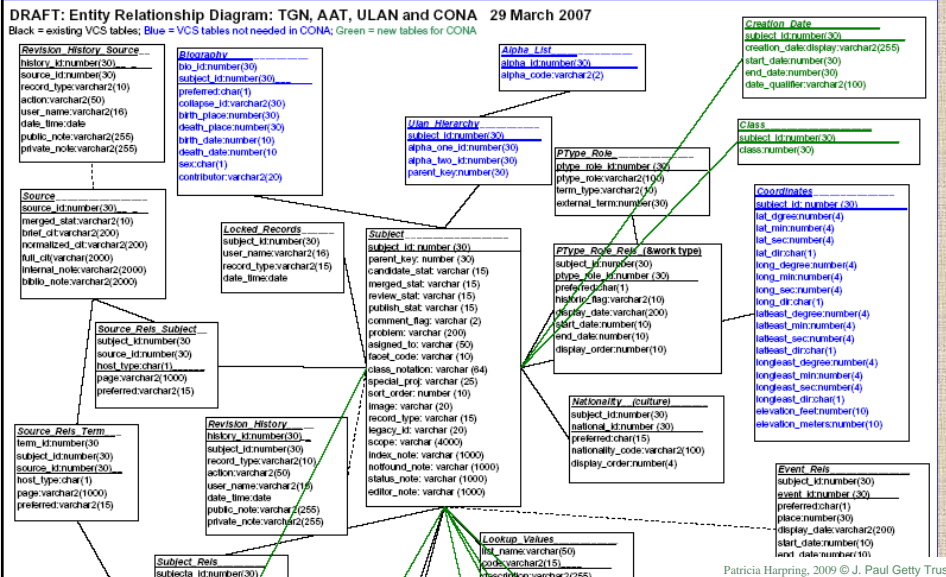 DRAFT: Entity Relationship Diagram: TGN, AAT, ULAN and CONA 29 March 2007
Black = existing VCS tables; Blue = VCS tables not needed in CONA; Green = new tables for CONA
Revision_History_Source
history_id:number(30)
source_id:number(30)
record_type:varchar2(10)
action:varchar2(50)
user_name:varchar2(16)
date_time:date
public_note:varchar2(255)
private_note:varchar2(255)
Biography
bio_id:number(30)
subject_id:number(30)
preferred:char(1)
collapse_id:varchar2(30)
birth_place:number(30)
death_place:number(30)
birth_date:number(10)
death_date:number(10
sex:char(1)
contributor:varchar2(20)
Alpha_List
alpha_id:number(30)
alpha_code:varchar2(2)
Creation_Date
subject_id:number(30)
creation_date:display:varchar2(255)
start_date:number(30)
end_date:number(30)
date_qualifier:varchar2(100)
Ulan_Hierarchy
subject_id:number(30)
alpha_one_id:number(30)
alpha_two_id:number(30)
parent_key:number(30)
Class
subject_id:number(30)
class:number(30)
PType_Role
ptype_role_id:number(30)
ptype_role:varchar2(100)
term_type:varchar2(10)
external_term:number(30)
Source
source_id:number(30)
merged_stat:varchar2(10)
brief_cit:varchar2(200)
normalized_cit:varchar2(200)
full_cit(varchar2(2000)
internal_note:varchar2(2000)
biblio_note:varchar2(2000)
Coordinates
subject_id: number (30)
lat_dgree:number(4)
lat_min:number(4)
lat_sec:number(4)
lat_dir:char(1)
long_degree:number(4)
long_min:number(4)
long_sec:number(4)
long_dir:char(1)
latleast_degree:number(4)
latleast_min:number(4)
latleast_sec:number(4)
latleast_dir:char(1)
longleast_degree:number(4)
longleast_min:number(4)
longleast_sec:number(4)
longleast_dir:char(1)
elevation_feet:number(10)
elevation_meters:number(10)
Locked_Records
subject_id:number(30)
user_name:varchar2(16)
record_type:varchar2(15)
date_time:date
Subject
subject_id: number (30)
parent_key: number (30)
candidate_stat: varchar (15)
merged_stat: varchar (15)
review_stat: varchar (15)
publish_stat: varchar (15)
comment_flag: varchar (2)
problem: varchar (200)
asigned_to: varchar (50)
facet_code: varchar (10)
class_notation: varchar (64)
special_proj: varchar (25)
sort_order: number (10)
image: varchar (20)
record_type: varchar (15)
legacy_id: varchar (20)
scope: varchar (4000)
index_note: varchar (1000)
notfound_note: varchar (1000)
status_note: varchar (1000)
editor_note: varchar (1000)
PType_Role_Rels (&work type)
subject_id:number(30)
ptype_role_id:number (30)
preferred:char(1)
historic_flag:varchar2(10)
display_date:varchar(200)
start_date:number(10)
end_date:number(10)
display_order:number(10)
Source_Rels_Subject
subject_id:number(30
source_id:number(30)
host_type:char(1)
page:varchar2(1000)
preferred:varchar2(15)
Nationality (culture)
subject_id:number(30)
national_id:number(30)
preferred:char(15)
nationality_code:varchar2(100)
display_order:number(4)
Source_Rels_Term
term_id:number(30
subject_id:number(30)
source_id:number(30)
host_type:char(1)
page:varchar2(1000)
preferred:varchar2(15)
Revision_History
history_id:number(30)
subject_id:number(30)
record_type:varchar2(10)
action:varchar2(50)
user_name:varchar2(16)
date_time:date
public_note:varchar2(255)
private_note:varchar2(255)
Event_Rels
subject_id:number(30)
event_id:number (30)
preferred:char(1)
place:number(30)
display_date:varchar2(200)
start_date:number(10)
end_date:number(10)
Lookup_Values
list_name:varchar(50)
code:varchar2(15)
description:varchar2(255)
Subject_Rels
subjecta_id:number(30)
Patricia Harpring, 2009 © J. Paul Getty Trus